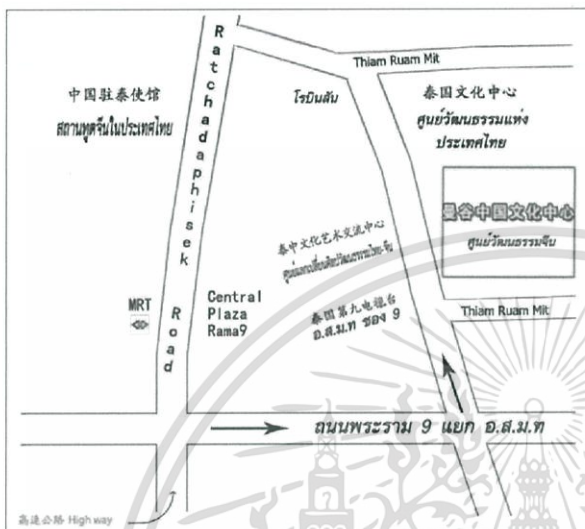 Ratchadaphisek Road
Thiam Ruam Mit
中国驻泰使馆
สถานทูตจีนในประเทศไทย
โรบินสัน
泰国文化中心
ศูนย์วัฒนธรรมแห่ง
ประเทศไทย
曼谷中国文化中心
ศูนย์วัฒนธรรมจีน
泰中文化艺术交流中心
ศูนย์แลกเปลี่ยนศิลปวัฒนธรรมไทย-จีน
MRT
Central
Plaza
Rama9
泰国第九电视台
อ.ส.ม.ท ช่อง 9
Thiam Ruam Mit
ถนนพระราม 9 แยก อ.ส.ม.ท
高速公路 High way